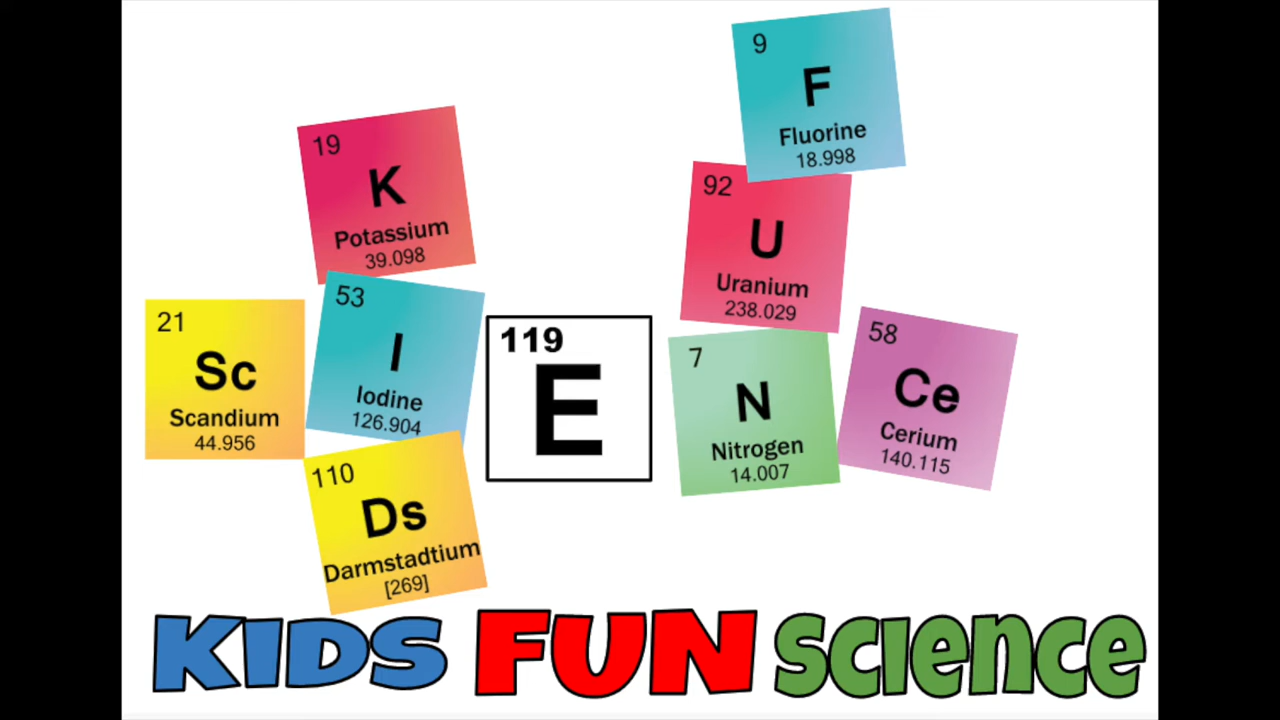 9
F
Fluorine
18.998
19
K
Potassium
39.098
92
U
Uranium
238.029
21
Sc
Scandium
44.956
53
I
Iodine
126.904
119
E
7
N
Nitrogen
14.007
58
Ce
Cerium
140.115
110
Ds
Darmstadtium
[269]
KIDS FUN SCIENCE